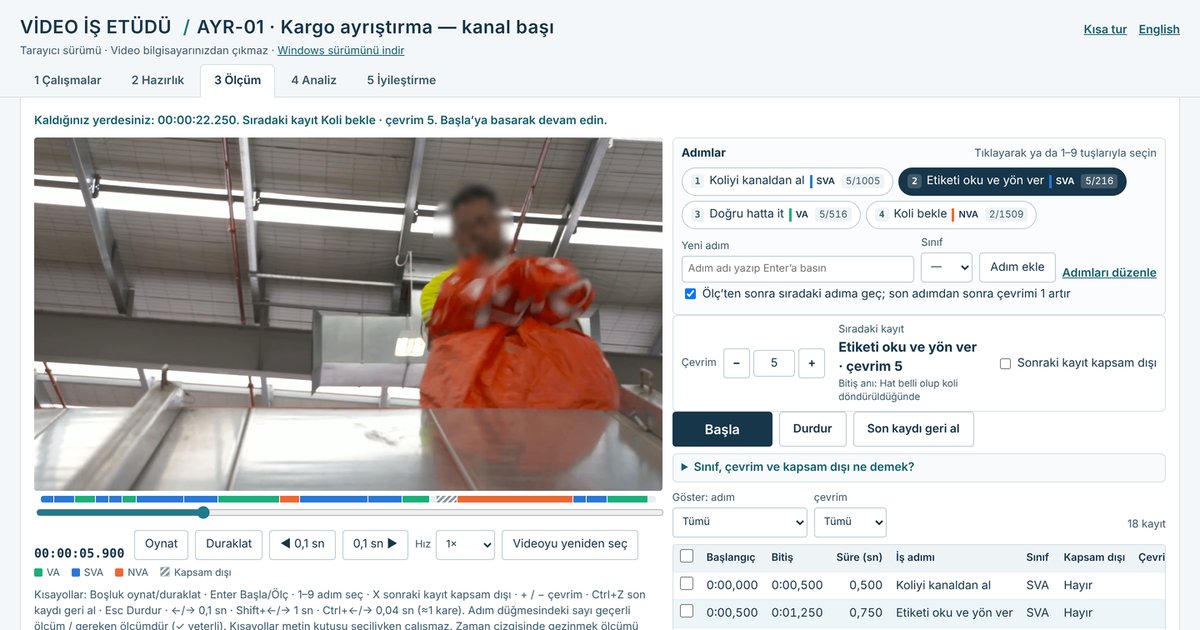 VİDEO İŞ ETÜDÜ / AYR-01 · Kargo ayrıştırma — kanal başı
Kısa tur English
Tarayıcı sürümü · Video bilgisayarınızdan çıkmaz · Windows sürümünü indir
1 Çalışmalar 2 Hazırlık 3 Ölçüm 4 Analiz 5 İyileştirme
Kaldığınız yerdesiniz: 00:00:22.250. Sıradaki kayıt Koli bekle · çevrim 5. Başla’ya basarak devam edin.
Adımlar Tıklayarak ya da 1–9 tuşlarıyla seçin
1 Koliyi kanaldan al SVA 5/1005
2 Etiketi oku ve yön ver SVA 5/216
3 Doğru hatta it VA 5/516
4 Koli bekle NVA 2/1509
Yeni adım Sınıf
Adım adı yazıp Enter’a basın — Adım ekle Adımları düzenle
Ölç’ten sonra sıradaki adıma geç; son adımdan sonra çevrimi 1 artır
Çevrim − 5 +
Sıradaki kayıt
Etiketi oku ve yön ver
· çevrim 5
Bitiş anı: Hat belli olup koli
döndürüldüğünde
Sonraki kayıt kapsam dışı
Başla Durdur Son kaydı geri al
Sınıf, çevrim ve kapsam dışı ne demek?
Göster: adım çevrim
Tümü Tümü 18 kayıt
Başlangıç Bitiş Süre (sn) İş adımı Sınıf Kapsam dışı Çevri
0:00,000 0:00,500 0,500 Koliyi kanaldan al SVA Hayır
0:00,500 0:01,250 0,750 Etiketi oku ve yön ver SVA Hayır
00:00:05.900 Oynat Duraklat ◀ 0,1 sn 0,1 sn ▶ Hız 1× Videoyu yeniden seç
VA SVA NVA Kapsam dışı
Kısayollar: Boşluk oynat/duraklat · Enter Başla/Ölç · 1–9 adım seç · X sonraki kayıt kapsam dışı · + / − çevrim · Ctrl+Z son
kaydı geri al · Esc Durdur · ←/→ 0,1 sn · Shift+←/→ 1 sn · Ctrl+←/→ 0,04 sn (≈1 kare). Adım düğmesindeki sayı geçerli
ölçüm / gereken ölçümdür (✓ yeterli). Kısayollar metin kutusu seçiliyken çalışmaz. Zaman çizgisinde gezinmek ölçümü